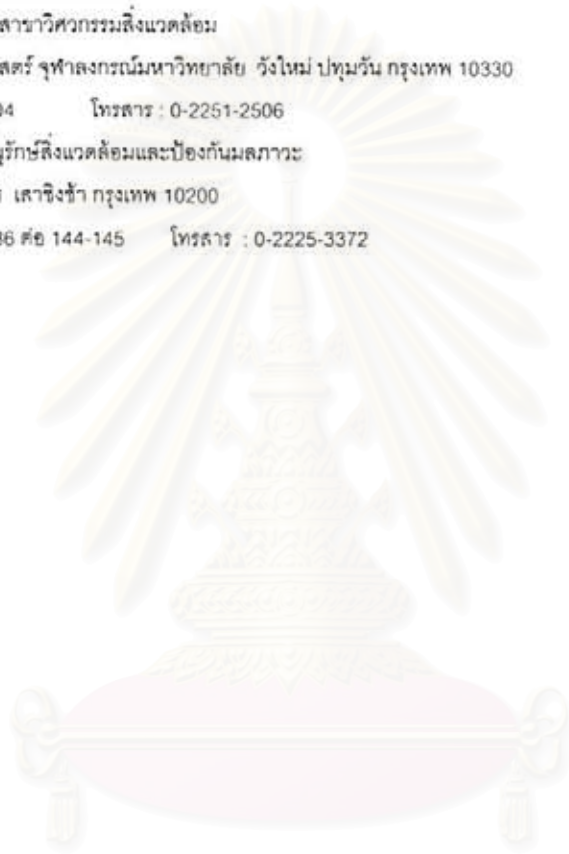 สาขาวิศวกรรมสิ่งแวดล้อม
สตร์ จุฬาลงกรณ์มหาวิทยาลัย วังใหม่ ปทุมวัน กรุงเทพ 10330
04 โทรสาร : 0-2251-2506
รักษ์สิ่งแวดล้อมและป้องกันมลภาวะ
เสาชิงช้า กรุงเทพ 10200
36 ต่อ 144-145 โทรสาร : 0-2225-3372